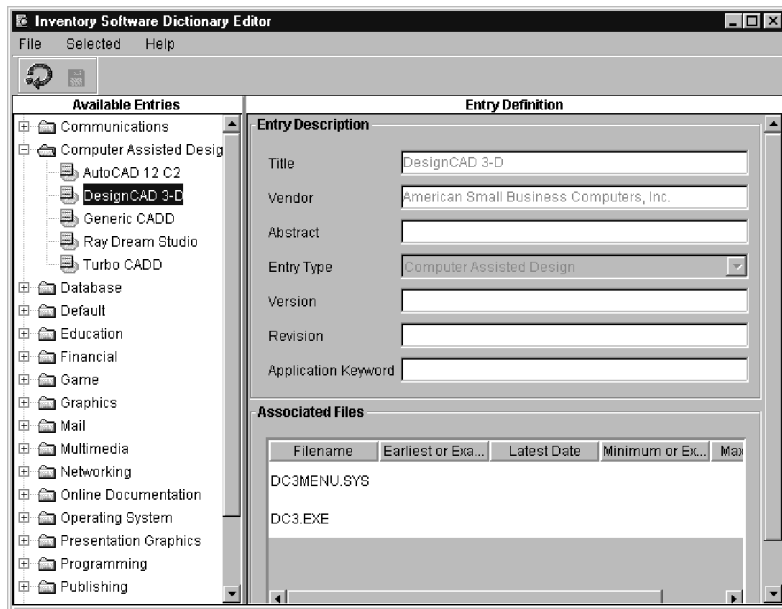 Inventory Software Dictionary Editor
File Selected Help
Available Entries
Communications
Computer Assisted Desig
AutoCAD 12 C2
DesignCAD 3-D
Generic CADD
Ray Dream Studio
Turbo CADD
Database
Default
Education
Financial
Game
Graphics
Mail
Multimedia
Networking
Online Documentation
Operating System
Presentation Graphics
Programming
Publishing
Entry Definition
Entry Description
Title DesignCAD 3-D
Vendor American Small Business Computers, Inc.
Abstract
Entry Type Computer Assisted Design
Version
Revision
Application Keyword
Associated Files
Filename Earliest or Exa... Latest Date Minimum or Ex... Max
DC3MENU.SYS
DC3.EXE